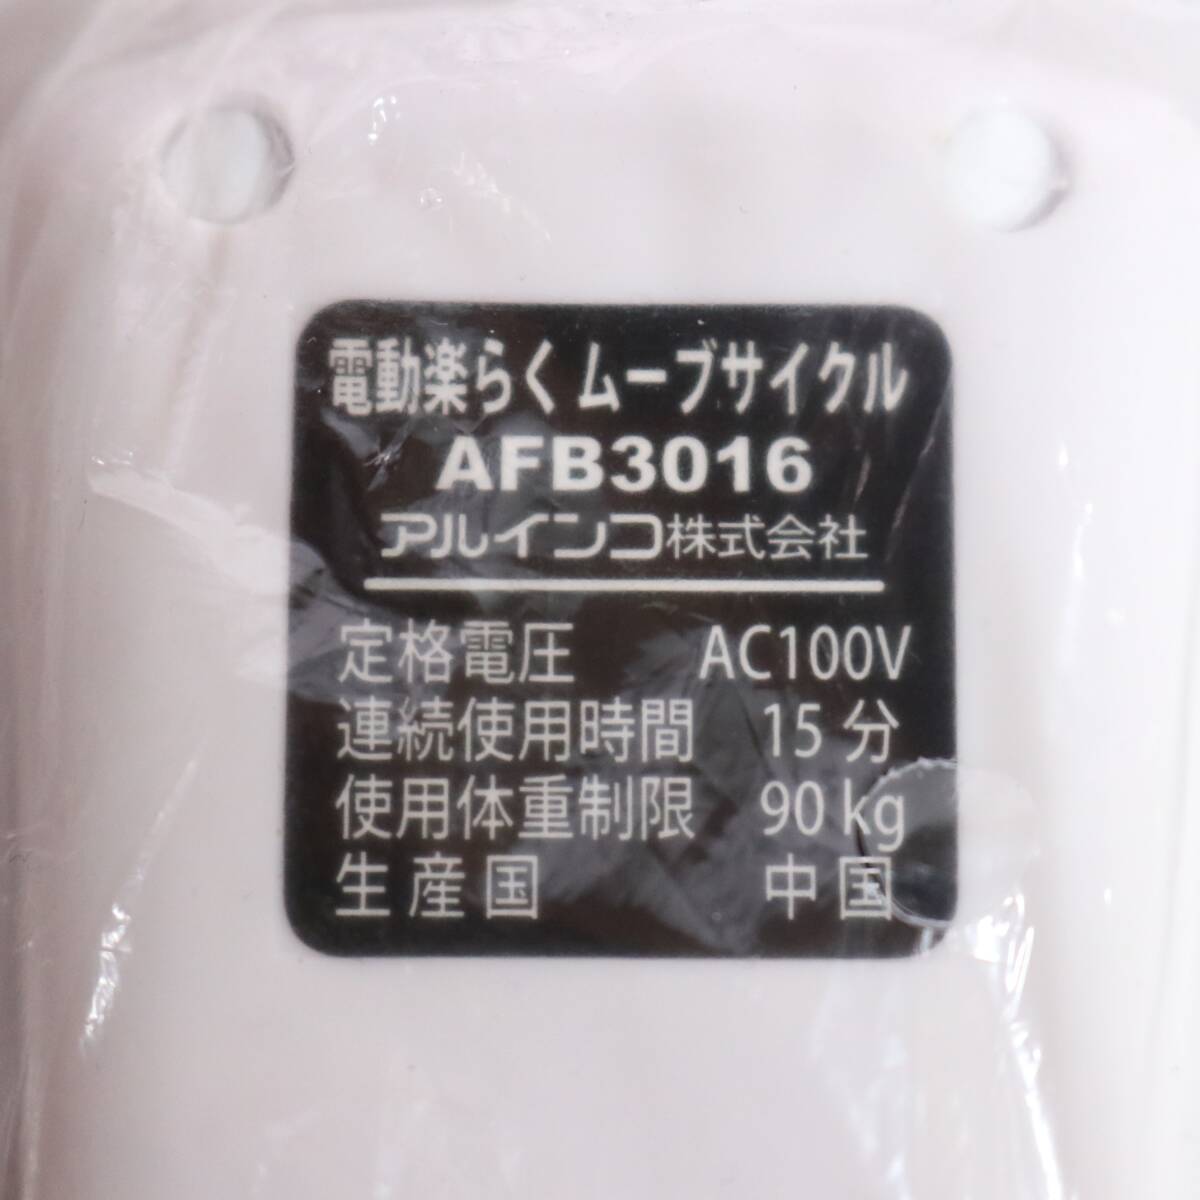 電動楽らくムーブサイクル
AFB3016
アルインコ株式会社
定格電圧 AC100V
連続使用時間 15分
使用体重制限 90kg
生産国 中国